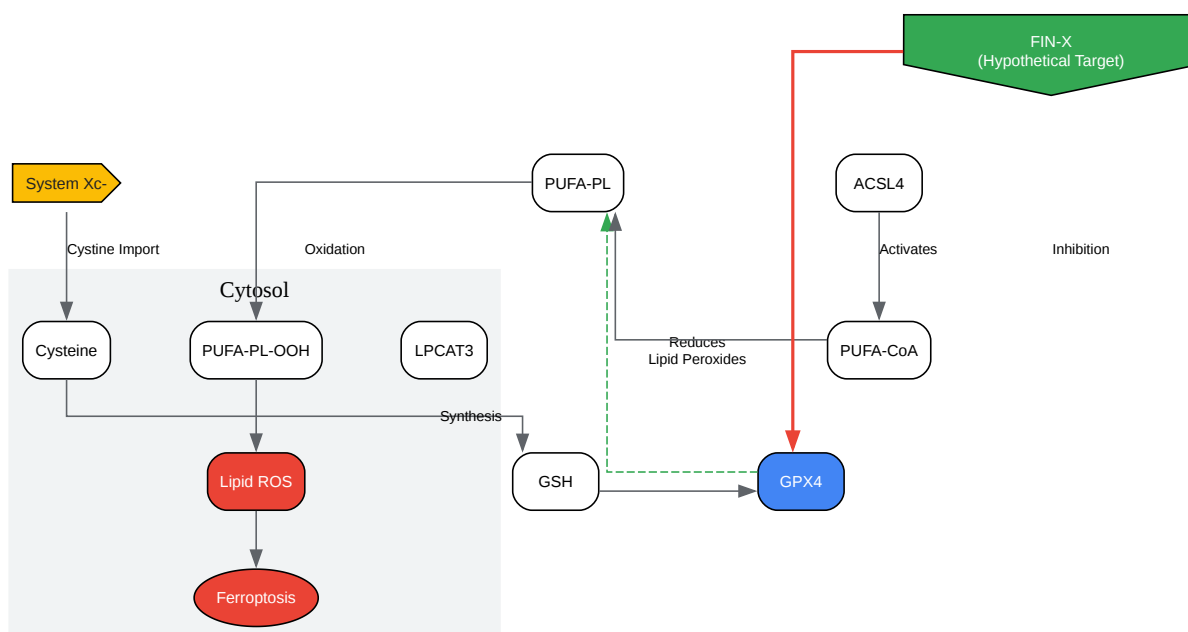 FIN-X
(Hypothetical Target)
System Xc-
PUFA-PL
ACSL4
Cystine Import
Oxidation
Activates
Inhibition
Cytosol
Cysteine
PUFA-PL-OOH
LPCAT3
Reduces
Lipid Peroxides
PUFA-CoA
Synthesis
Lipid ROS
GSH
GPX4
Ferroptosis